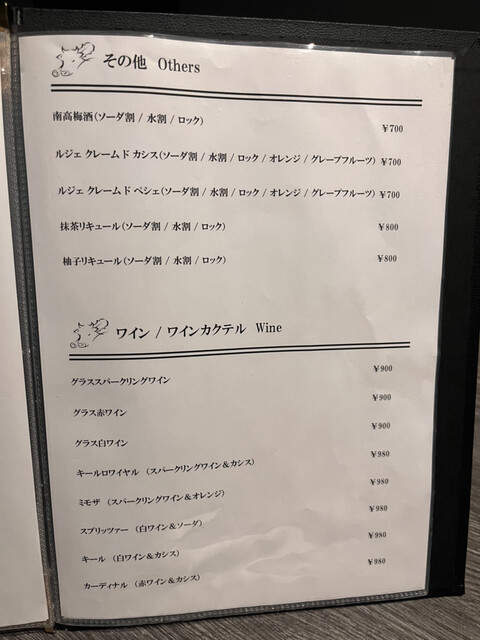 その他 Others
南高梅酒(ソーダ割 / 水割 / ロック) ¥700
ルジェ クレーム ド カシス(ソーダ割 / 水割 / ロック / オレンジ / グレープフルーツ) ¥700
ルジェ クレーム ド ペシェ(ソーダ割 / 水割 / ロック / オレンジ / グレープフルーツ) ¥700
抹茶リキュール(ソーダ割 / 水割 / ロック) ¥800
柚子リキュール(ソーダ割 / 水割 / ロック) ¥800
ワイン / ワインカクテル Wine
グラススパークリングワイン ¥900
グラス赤ワイン ¥900
グラス白ワイン ¥900
キールロワイヤル (スパークリングワイン&カシス) ¥980
ミモザ (スパークリングワイン&オレンジ) ¥980
スプリッツァー (白ワイン&ソーダ) ¥980
キール (白ワイン&カシス) ¥980
カーディナル (赤ワイン&カシス) ¥980